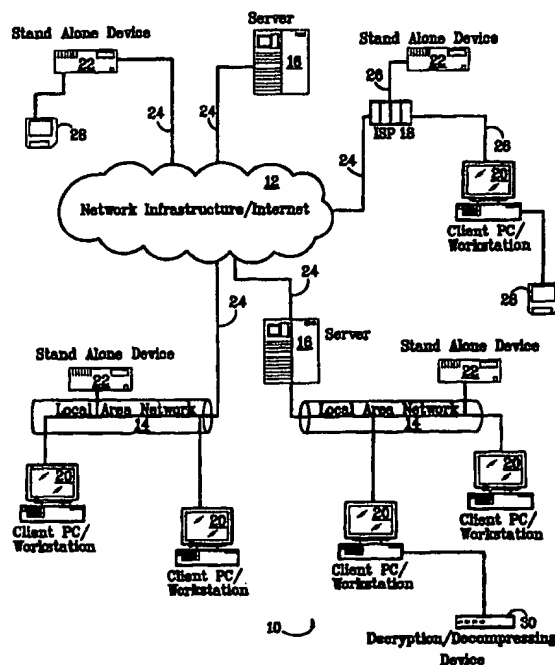 Stand Alone Device
22
28
24
Server
16
24
Stand Alone Device
22
26
ISP 18
24
26
12
Network Infrastructure/Internet
20
Client PC/
Workstation
28
24
24
16
Server
Stand Alone Device
22
Local Area Network
14
20
Client PC/
Workstation
20
Client PC/
Workstation
Stand Alone Device
22
Local Area Network
14
20
Client PC/
Workstation
20
Client PC/
Workstation
10
30
Decryption/Decompressing
Device